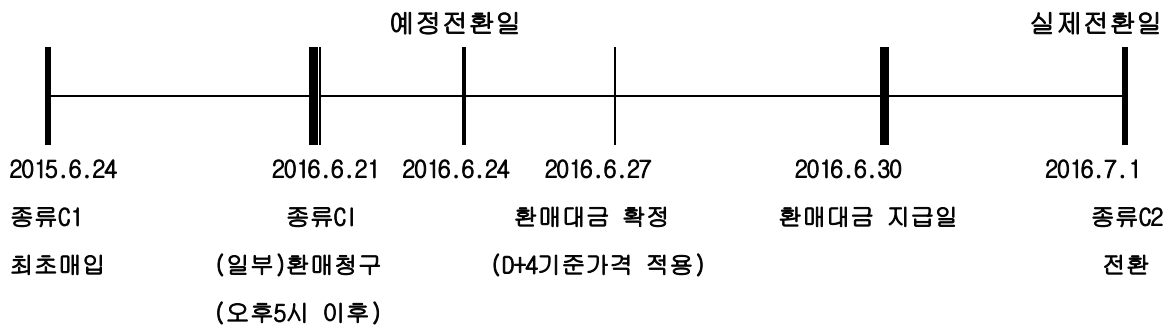 예정전환일 실제전환일
2015.6.24 2016.6.21 2016.6.24 2016.6.27 2016.6.30 2016.7.1
종류C1 종류CI 환매대금 확정 환매대금 지급일 종류C2
최초매입 (일부)환매청구 (D+4기준가격 적용) 전환
(오후5시 이후)